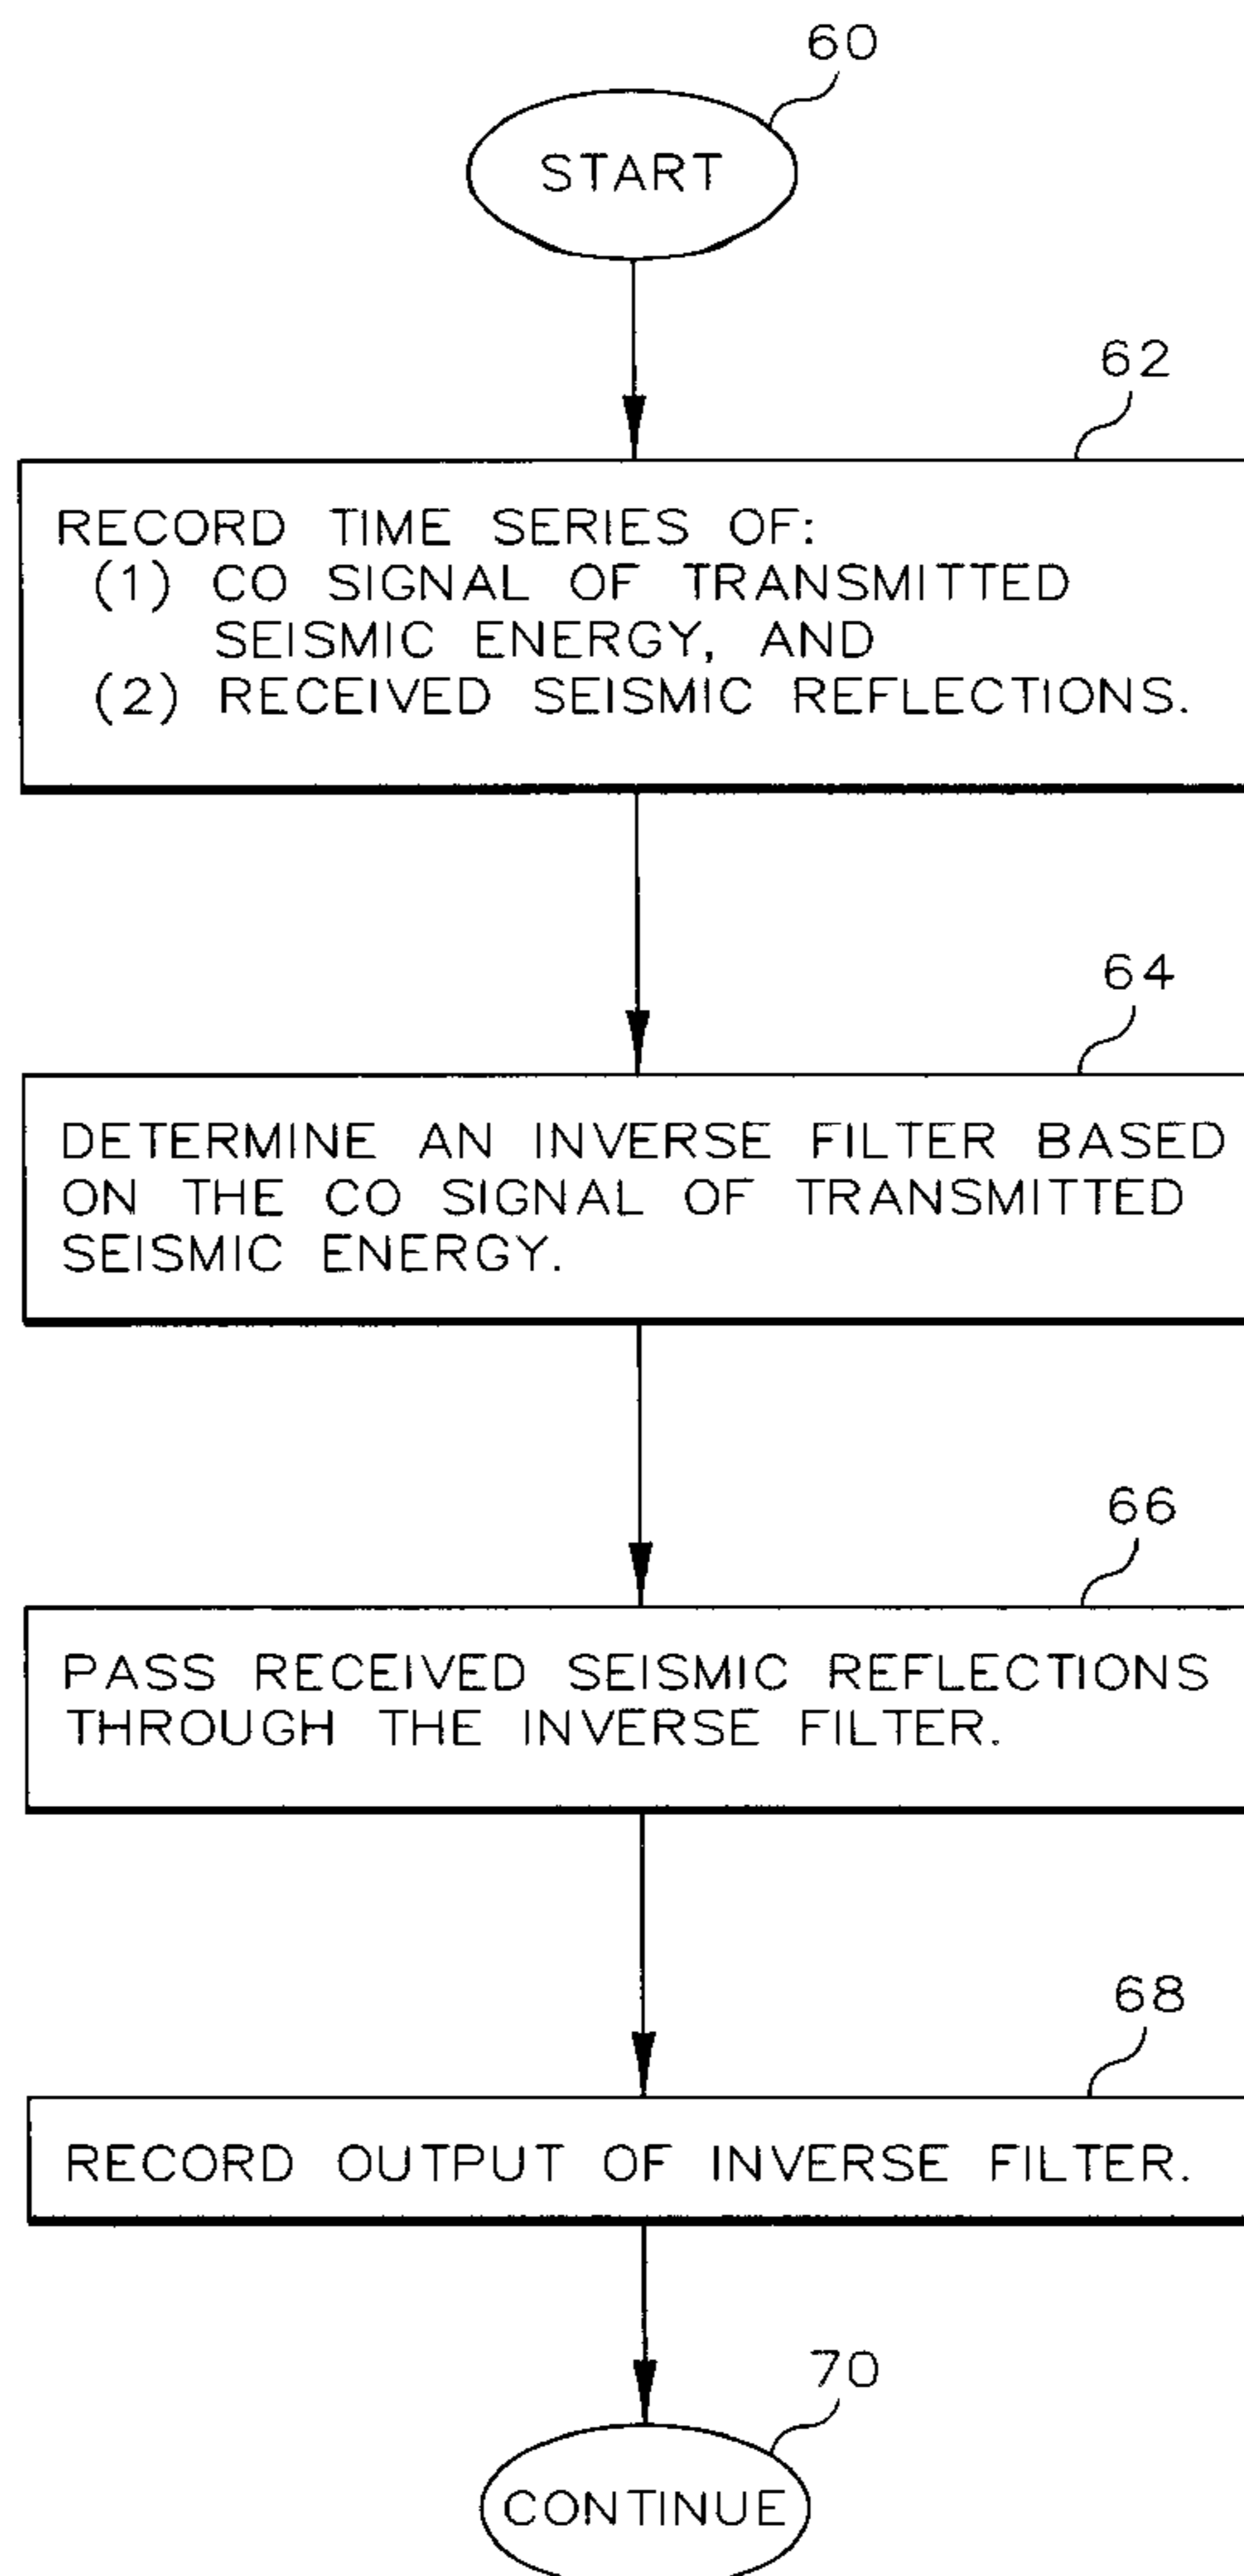 60
START
62
RECORD TIME SERIES OF:
(1) CO SIGNAL OF TRANSMITTED
SEISMIC ENERGY, AND
(2) RECEIVED SEISMIC REFLECTIONS.
64
DETERMINE AN INVERSE FILTER BASED
ON THE CO SIGNAL OF TRANSMITTED
SEISMIC ENERGY.
66
PASS RECEIVED SEISMIC REFLECTIONS
THROUGH THE INVERSE FILTER.
68
RECORD OUTPUT OF INVERSE FILTER.
70
CONTINUE